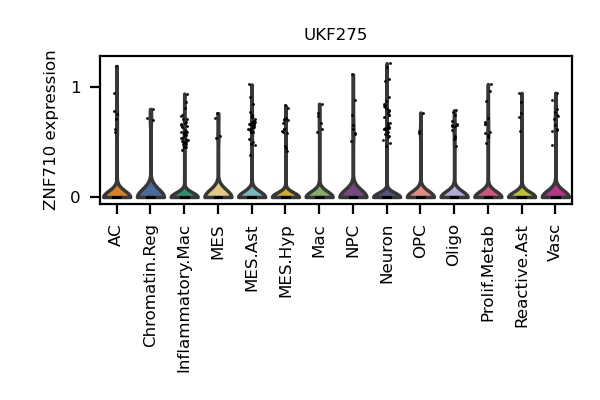 UKF275
ZNF710 expression
1
0
AC
Chromatin.Reg
Inflammatory.Mac
MES
MES.Ast
MES.Hyp
Mac
NPC
Neuron
OPC
Oligo
Prolif.Metab
Reactive.Ast
Vasc